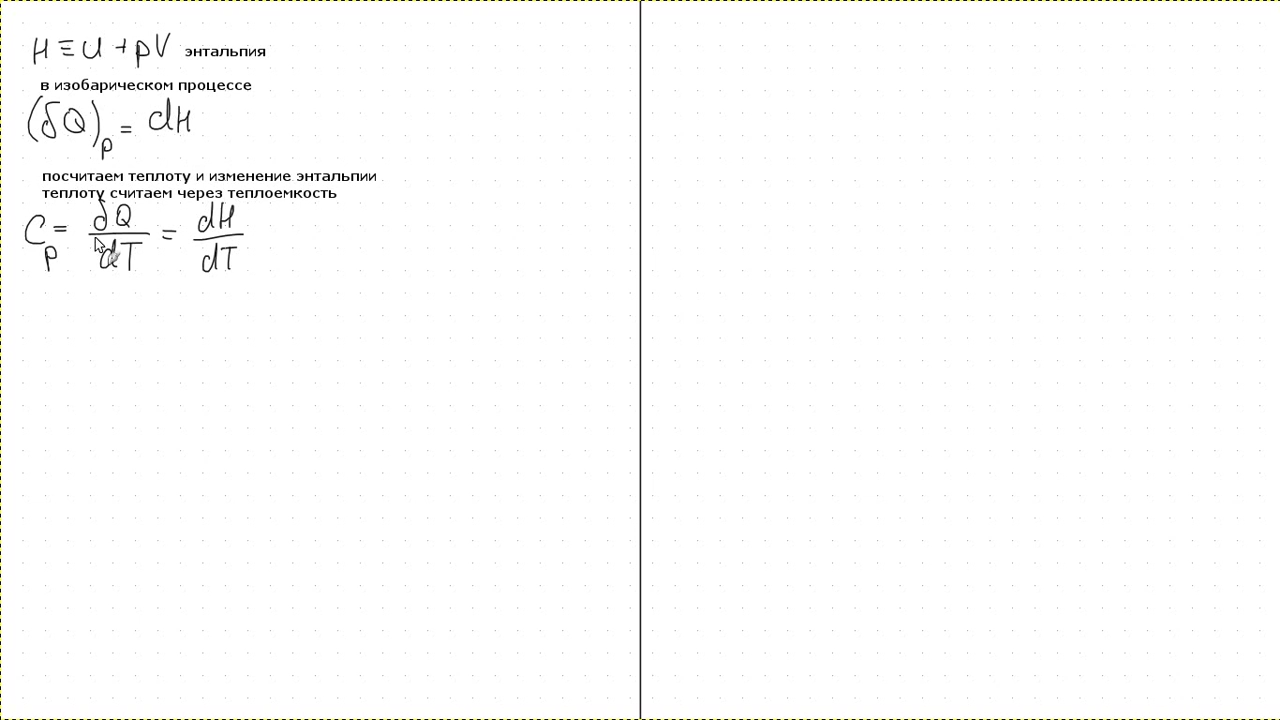 H ≡ U + pV энтальпия
в изобарическом процессе
(δQ)p = dH
посчитаем теплоту и изменение энтальпии
теплоту считаем через теплоемкость
Cp = δQ/dT = dH/dT